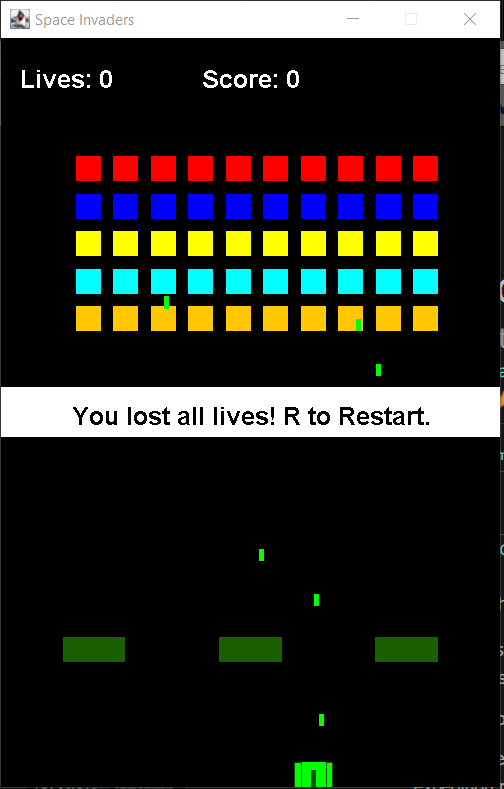 Space Invaders
Lives: 0 Score: 0
You lost all lives! R to Restart.